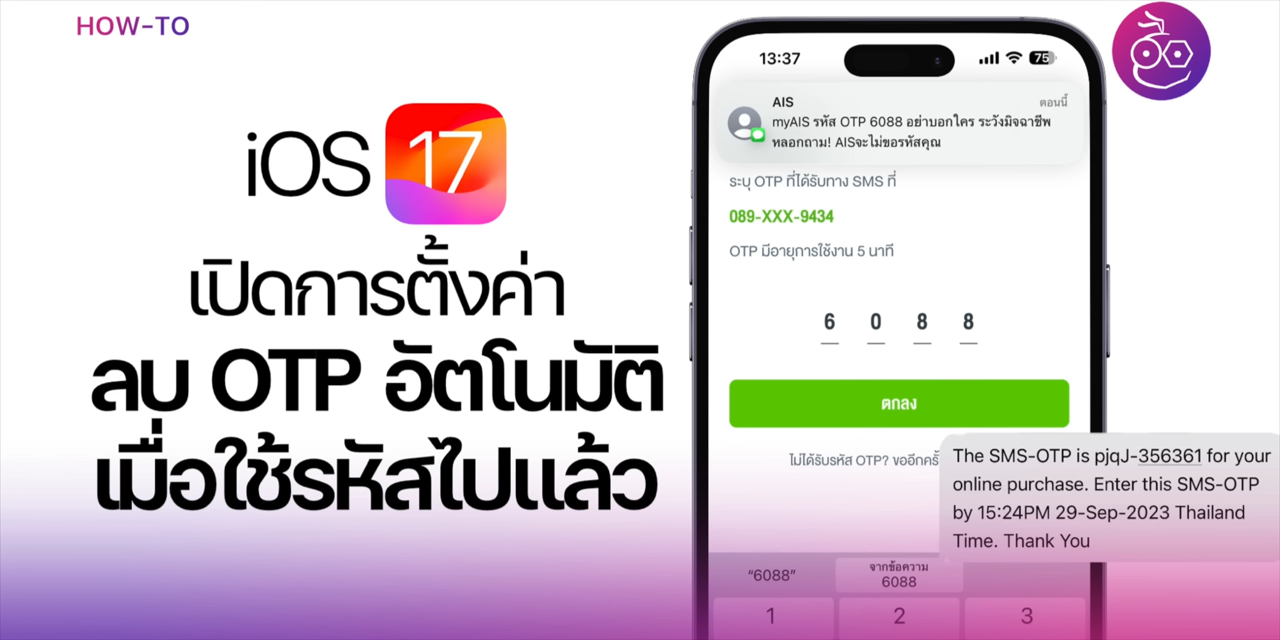 HOW-TO
iOS 17
เปิดการตั้งค่า
ลบ OTP อัตโนมัติ
เมื่อใช้รหัสไปแล้ว
13:37
75
AIS
ตอนนี้
myAIS รหัส OTP 6088 อย่าบอกใคร ระวังมิจฉาชีพ
หลอกถาม! AISจะไม่ขอรหัสคุณ
ระบุ OTP ที่ได้รับทาง SMS ที่
089-XXX-9434
OTP มีอายุการใช้งาน 5 นาที
6 0 8 8
ตกลง
ไม่ได้รับรหัส OTP? ขออีกครั้
The SMS-OTP is pjqJ-356361 for your
online purchase. Enter this SMS-OTP
by 15:24PM 29-Sep-2023 Thailand
Time. Thank You
“6088”
จากข้อความ
6088
1 2 3